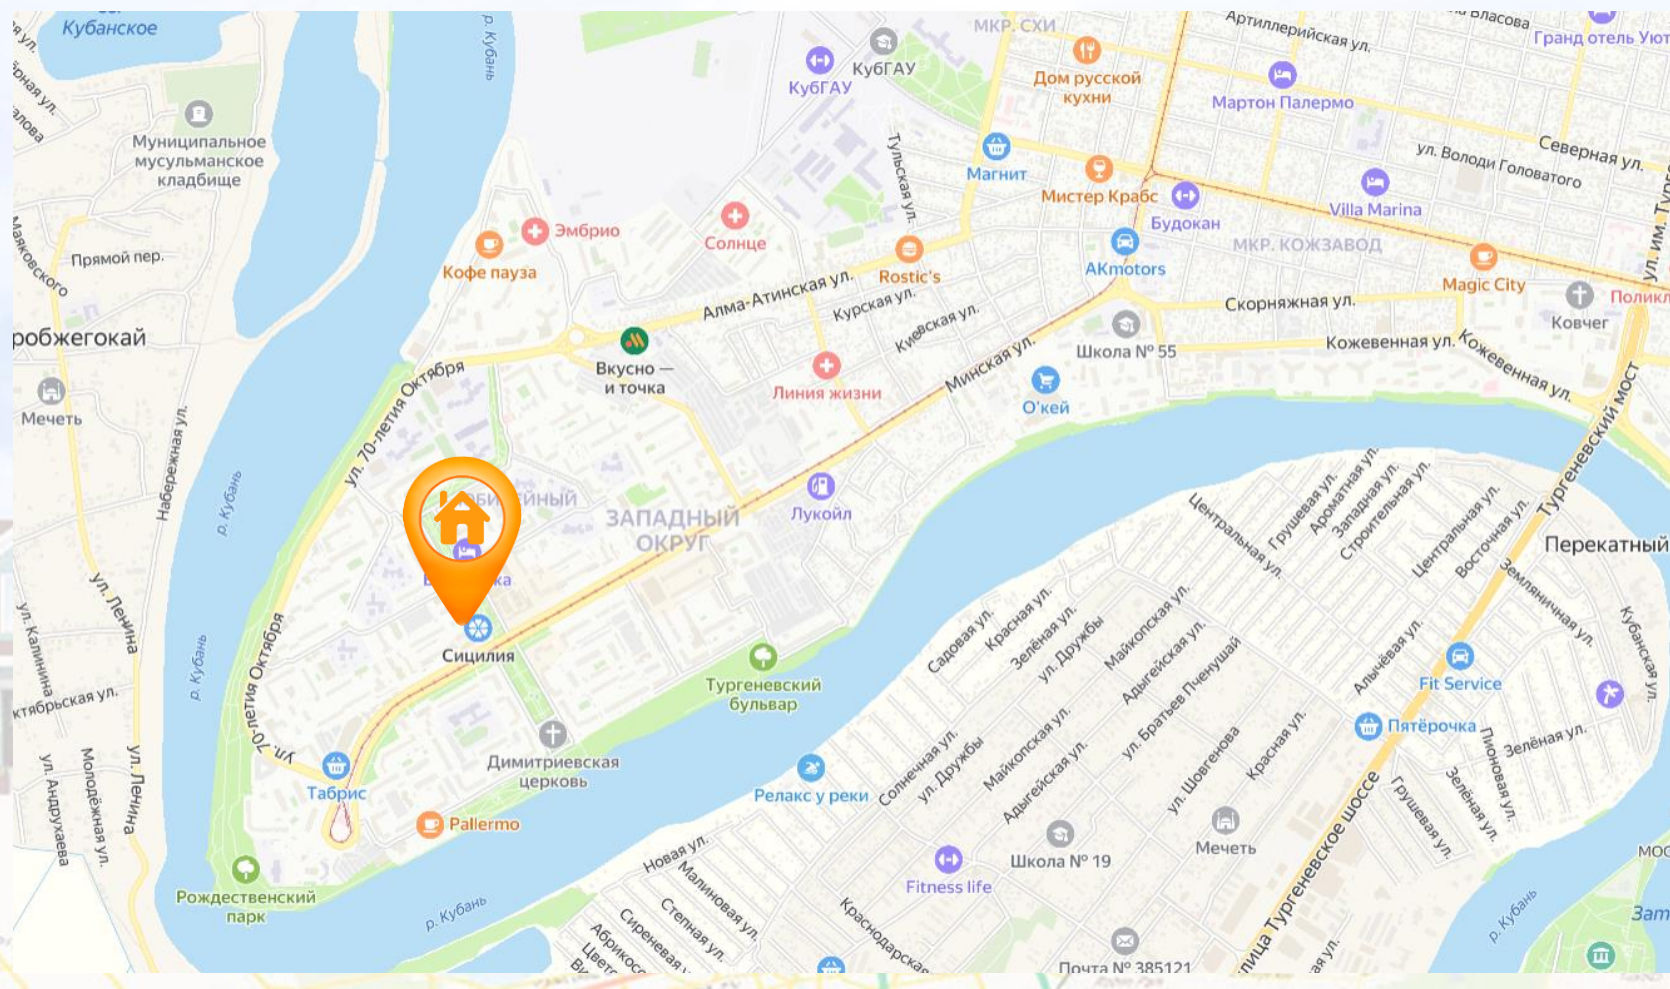 Кубанское
р. Кубань
МКР. СХИ
КубГАУ
КубГАУ
Дом русской
кухни
Артиллерийская ул.
Власова
Гранд отель Уют
Мартон Палермо
Муниципальное
мусульманское
кладбище
Тульская ул.
Магнит
Мистер Крабс
Будокан
ул. Володи Головатого
Северная ул.
Villa Marina
МКР. КОЖЗАВОД
Маяковского
Прямой пер.
Эмбрио
Кофе пауза
Солнце
Rostic's
AKmotors
Magic City
Ковчег
Скорняжная ул.
Алма-Атинская ул.
Курская ул.
Киевская ул.
Минская ул.
Школа № 55
Кожевенная ул.
Кожевенная ул.
Вкусно —
и точка
Линия жизни
О'кей
Мечеть
Набережная ул.
ул. 70-летия Октября
р. Кубань
ЗАПАДНЫЙ
ОКРУГ
Лукойл
Тургеневский мост
Центральная ул.
Грушевая ул.
Ароматная ул.
Западная ул.
Строительная ул.
Центральная ул.
Восточная ул.
Перекатный
Земляничная ул.
Кубанская ул.
ул. Ленина
ул. Калинина
р. Кубань
ул. 70-летия Октября
Сицилия
Тургеневский
бульвар
Садовая ул.
Красная ул.
Зелёная ул.
ул. Дружбы
Майкопская ул.
Адыгейская ул.
ул. Братьев Пченушай
Алычёвая ул.
Fit Service
Пятёрочка
Пионовая ул.
Зелёная ул.
Зелёная ул.
Грушевая ул.
ул. Андрухаева
Молодёжная ул.
ул. Ленина
Табрис
Pallermo
Димитриевская
церковь
Релакс у реки
Солнечная ул.
ул. Дружбы
Майкопская ул.
Адыгейская ул.
ул. Шовгенова
Красная ул.
Рождественский
парк
р. Кубань
Новая ул.
Малиновая ул.
Степная ул.
Сиреневая
Fitness life
Школа № 19
Мечеть
Краснодарская
Почта № 385121
Тургеневское шоссе
р. Кубань